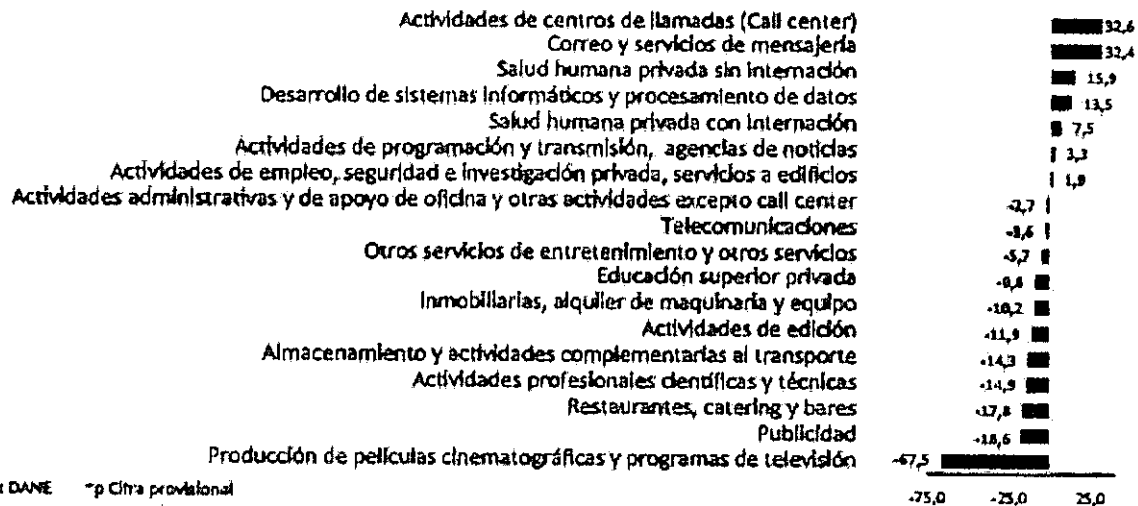 Actividades de centros de llamadas (Call center) 32,6
Correo y servicios de mensajería 32,4
Salud humana privada sin internación 15,9
Desarrollo de sistemas informáticos y procesamiento de datos 13,5
Salud humana privada con internación 7,5
Actividades de programación y transmisión, agencias de noticias
Actividades de empleo, seguridad e investigación privada, servicios a edificios 1,9
Actividades administrativas y de apoyo de oficina y otras actividades excepto call center -2,7
Telecomunicaciones -3,6
Otros servicios de entretenimiento y otros servicios -5,7
Educación superior privada
Inmobiliarias, alquiler de maquinaria y equipo -10,2
Actividades de edición -11,9
Almacenamiento y actividades complementarias al transporte -14,3
Actividades profesionales científicas y técnicas -14,9
Restaurantes, catering y bares -17,8
Publicidad -18,6
Producción de películas cinematográficas y programas de televisión -67,5
DANE p Cifra provisional
-75,0 -25,0 25,0